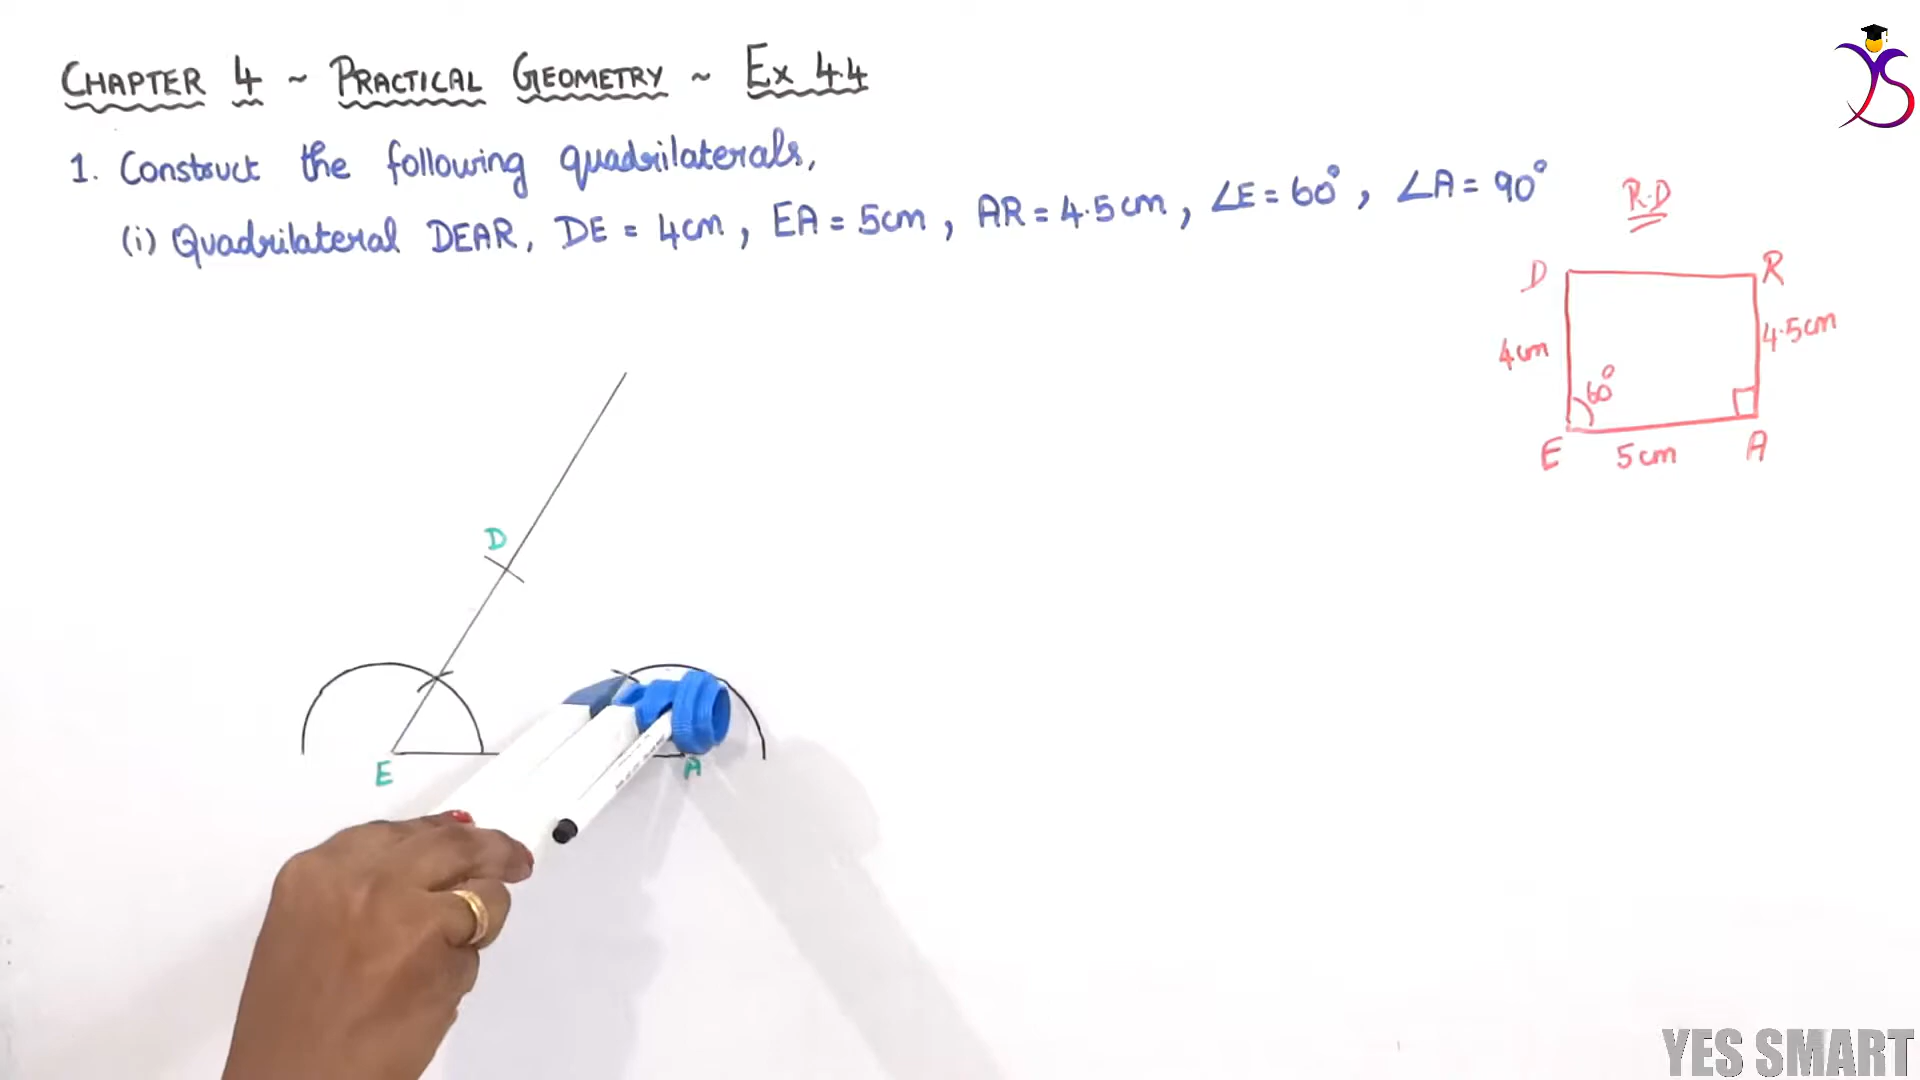 CHAPTER 4 ~ PRACTICAL GEOMETRY ~ Ex 4.4
1. Construct the following quadrilaterals,
(i) Quadrilateral DEAR, DE = 4cm, EA = 5cm, AR = 4.5cm, ∠E = 60°, ∠A = 90°
R.D
D R
4cm 4.5cm
60°
E 5cm A
D
E A
YS
YES SMART